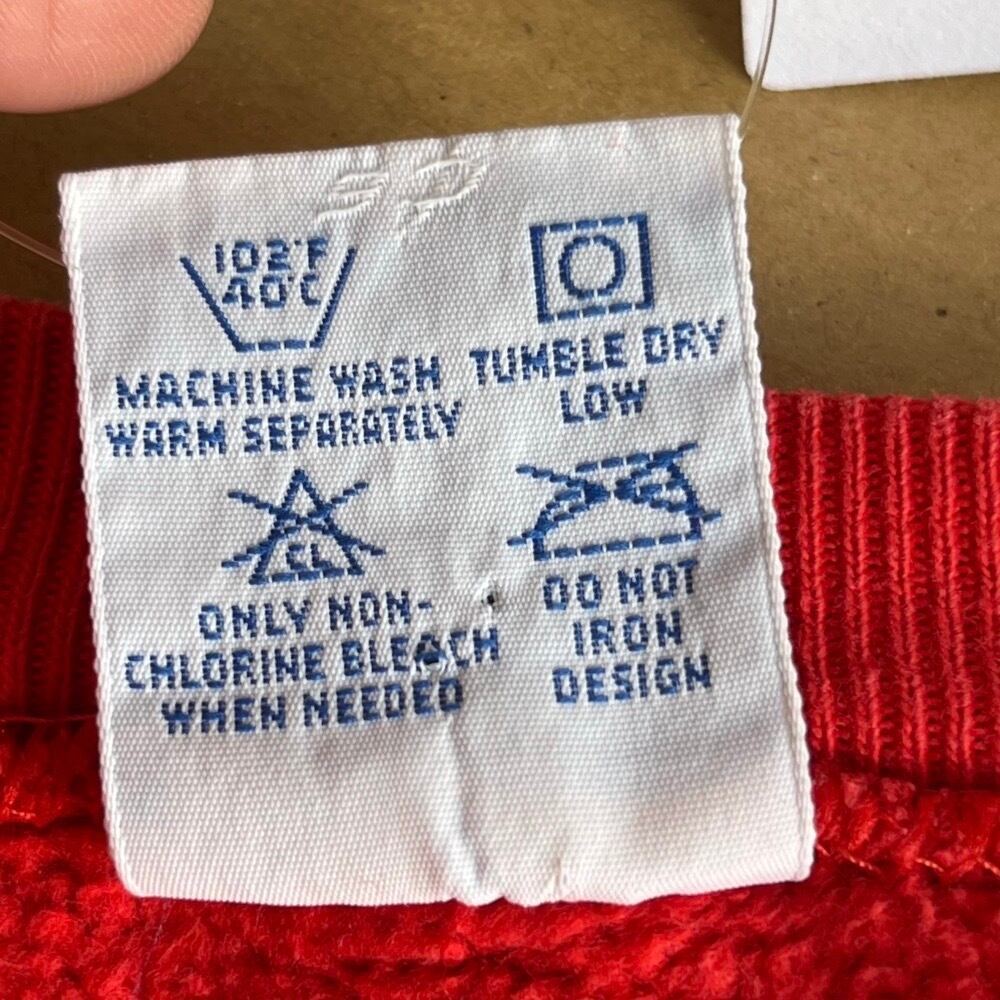 102°F
40°C
MACHINE WASH
WARM SEPARATELY
TUMBLE DRY
LOW
CL
ONLY NON-
CHLORINE BLEACH
WHEN NEEDED
DO NOT
IRON
DESIGN